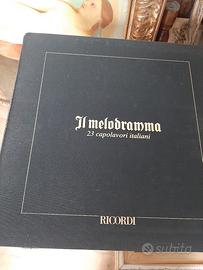 Il melodramma
23 capolavori italiani
RICORDI
subito